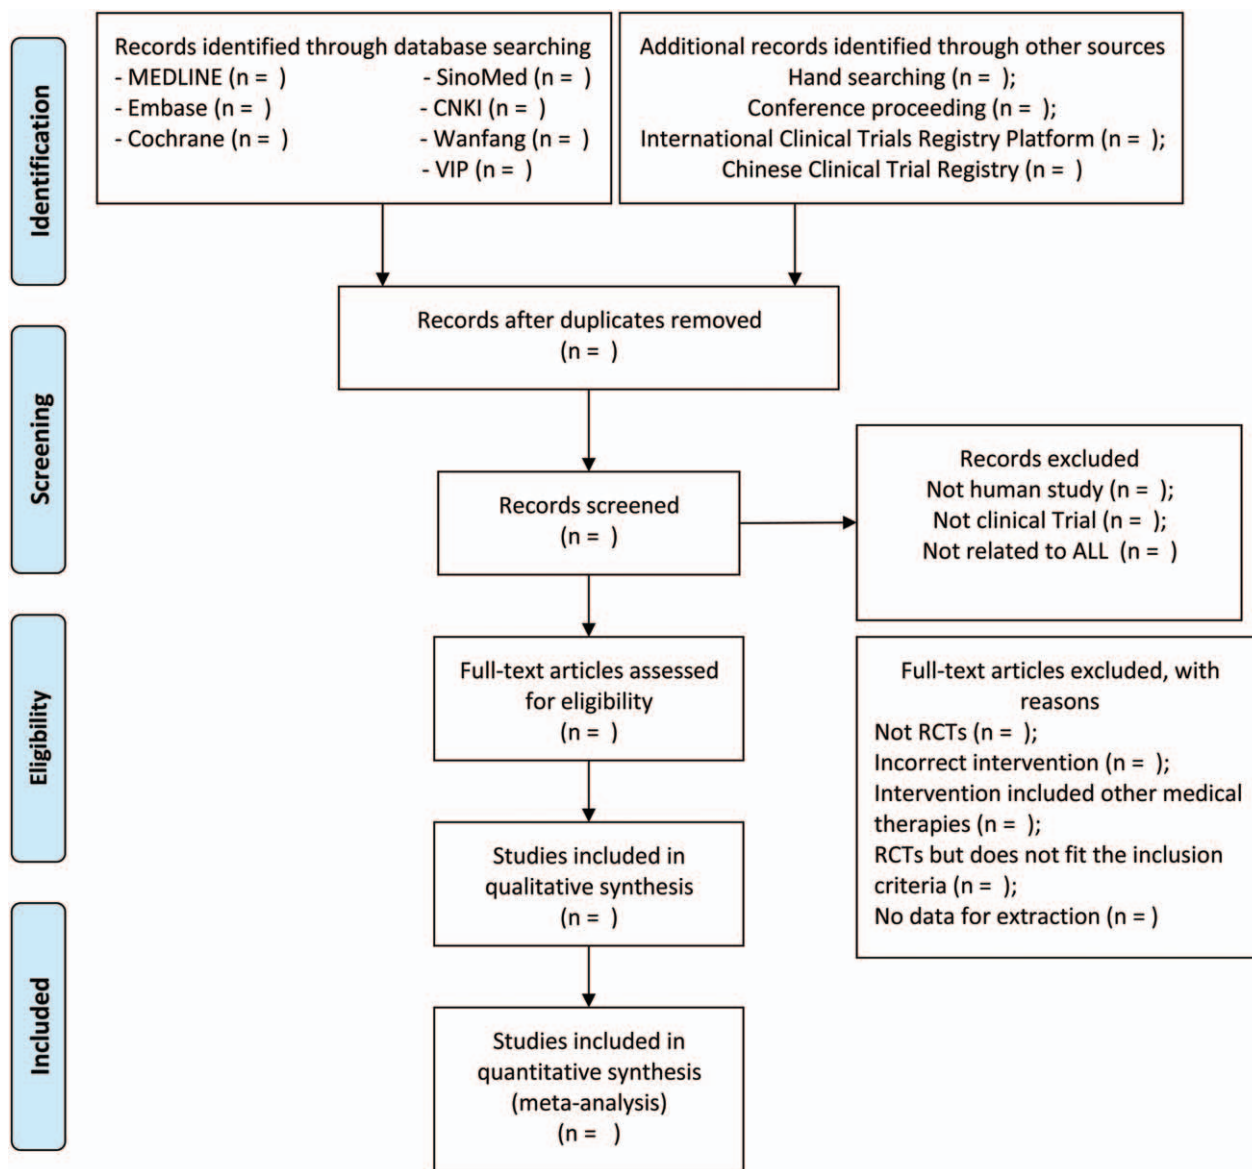 Identification
Records identified through database searching
- MEDLINE (n =  )
- Embase (n =  )
- Cochrane (n =  )
- SinoMed (n =  )
- CNKI (n =  )
- Wanfang (n =  )
- VIP (n =  )
Additional records identified through other sources
Hand searching (n =  );
Conference proceeding (n =  );
International Clinical Trials Registry Platform (n =  );
Chinese Clinical Trial Registry (n =  )
Records after duplicates removed
(n =  )
Screening
Records screened
(n =  )
Records excluded
Not human study (n =  );
Not clinical Trial (n =  );
Not related to ALL  (n =  )
Eligibility
Full-text articles assessed
for eligibility
(n =  )
Full-text articles excluded, with
reasons
Not RCTs (n =  );
Incorrect intervention (n =  );
Intervention included other medical
therapies (n =  );
RCTs but does not fit the inclusion
criteria (n =  );
No data for extraction (n = )
Studies included in
qualitative synthesis
(n =  )
Included
Studies included in
quantitative synthesis
(meta-analysis)
(n =  )